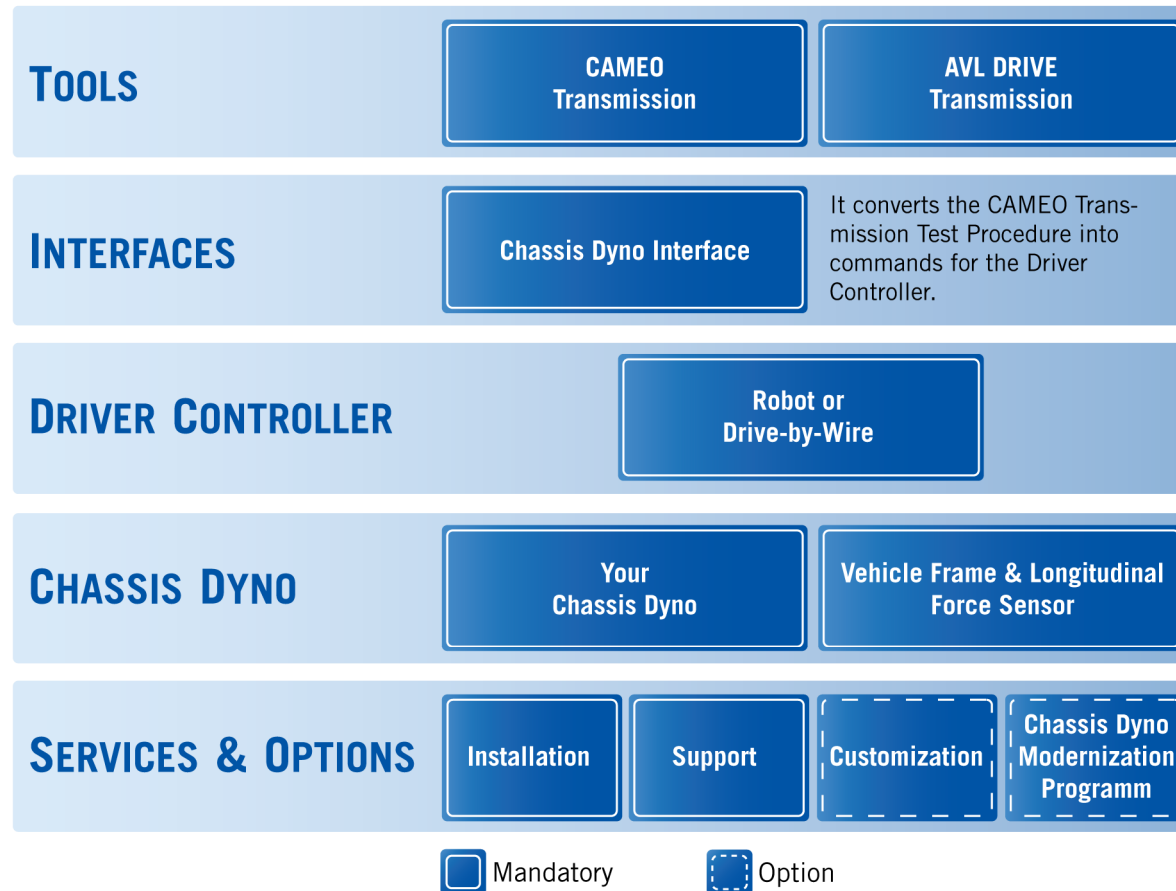 TOOLS
CAMEO
Transmission
AVL DRIVE
Transmission
INTERFACES
Chassis Dyno Interface
It converts the CAMEO Trans-
mission Test Procedure into
commands for the Driver
Controller.
DRIVER CONTROLLER
Robot or
Drive-by-Wire
CHASSIS DYNO
Your
Chassis Dyno
Vehicle Frame & Longitudinal
Force Sensor
SERVICES & OPTIONS
Installation
Support
Customization
Chassis Dyno
Modernization
Programm
Mandatory
Option